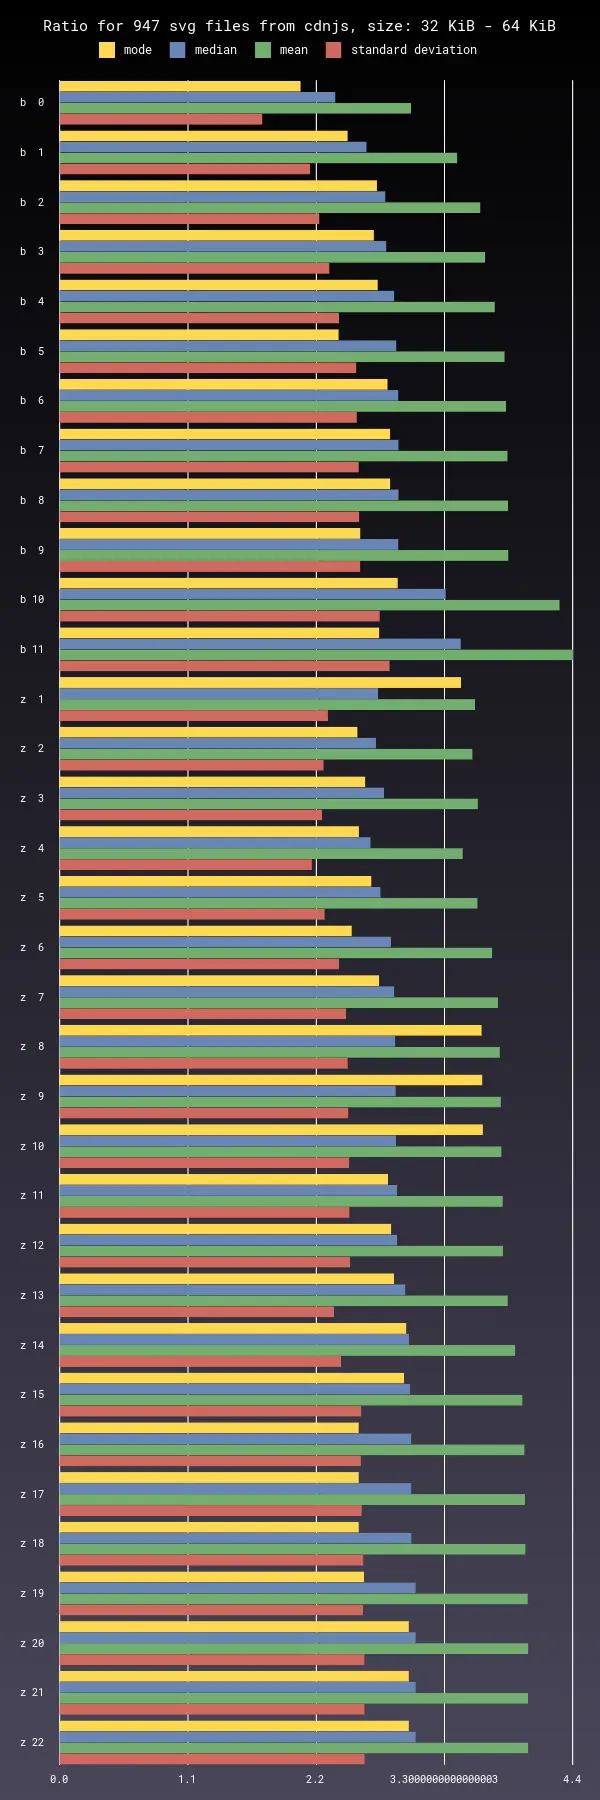 Ratio for 947 svg files from cdnjs, size: 32 KiB - 64 KiB
mode median mean standard deviation
b 0
b 1
b 2
b 3
b 4
b 5
b 6
b 7
b 8
b 9
b 10
b 11
z 1
z 2
z 3
z 4
z 5
z 6
z 7
z 8
z 9
z 10
z 11
z 12
z 13
z 14
z 15
z 16
z 17
z 18
z 19
z 20
z 21
z 22
0.0 1.1 2.2 3.3000000000000003 4.4